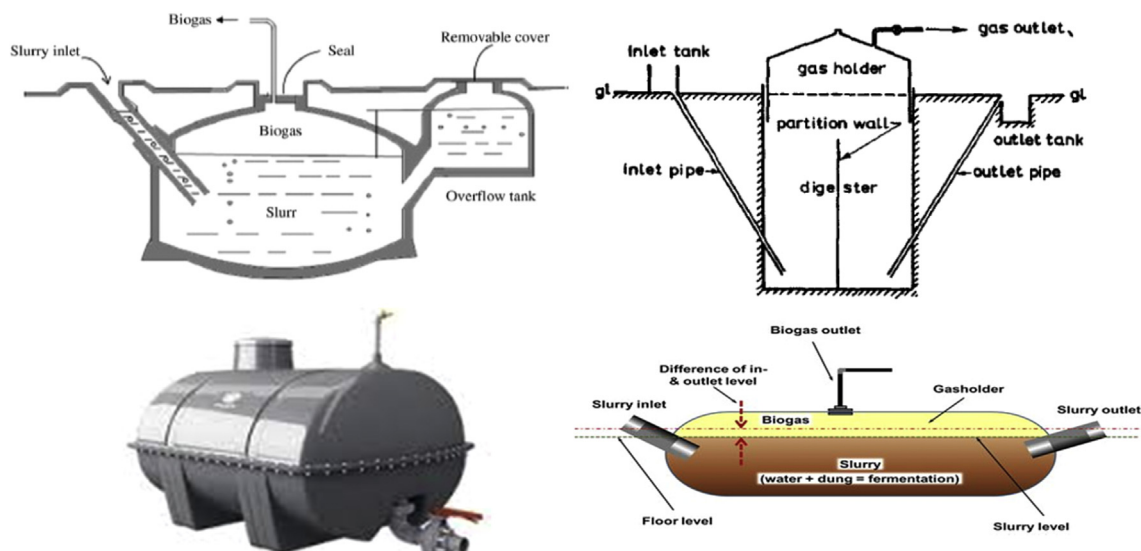 Biogas
Slurry inlet
Seal
Removable cover
Biogas
Overflow tank
Slurr
inlet tank
gas outlet
gas holder
gl
gl
partition wall
outlet tank
inlet pipe
outlet pipe
digester
Biogas outlet
Difference of in-
& outlet level
Gasholder
Slurry inlet
Slurry outlet
Biogas
Slurry
(water + dung = fermentation)
Floor level
Slurry level